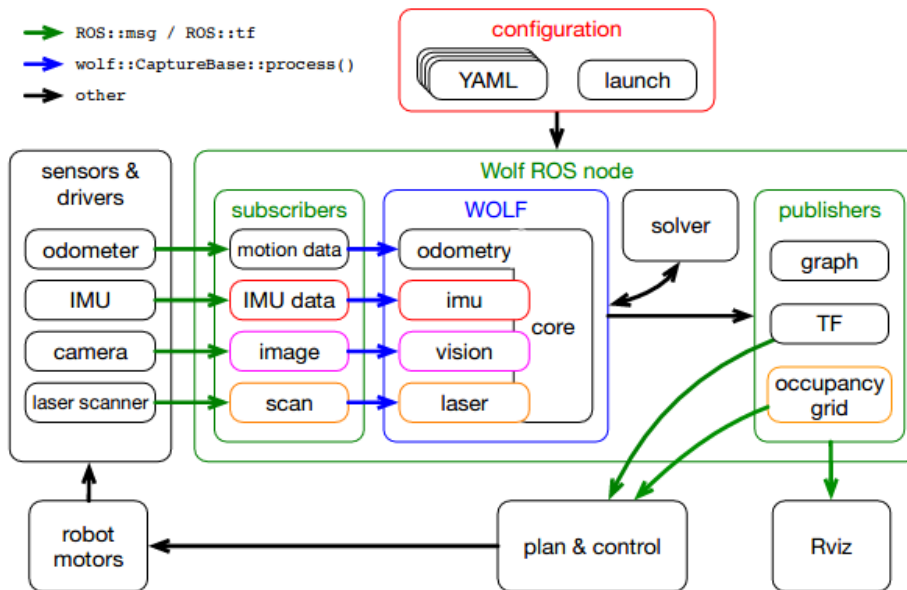 ROS::msg / ROS::tf
wolf::CaptureBase::process()
other
configuration
YAML
launch
sensors &
drivers
odometer
IMU
camera
laser scanner
Wolf ROS node
subscribers
motion data
IMU data
image
scan
WOLF
odometry
imu
vision
laser
core
solver
publishers
graph
TF
occupancy
grid
robot
motors
plan & control
Rviz